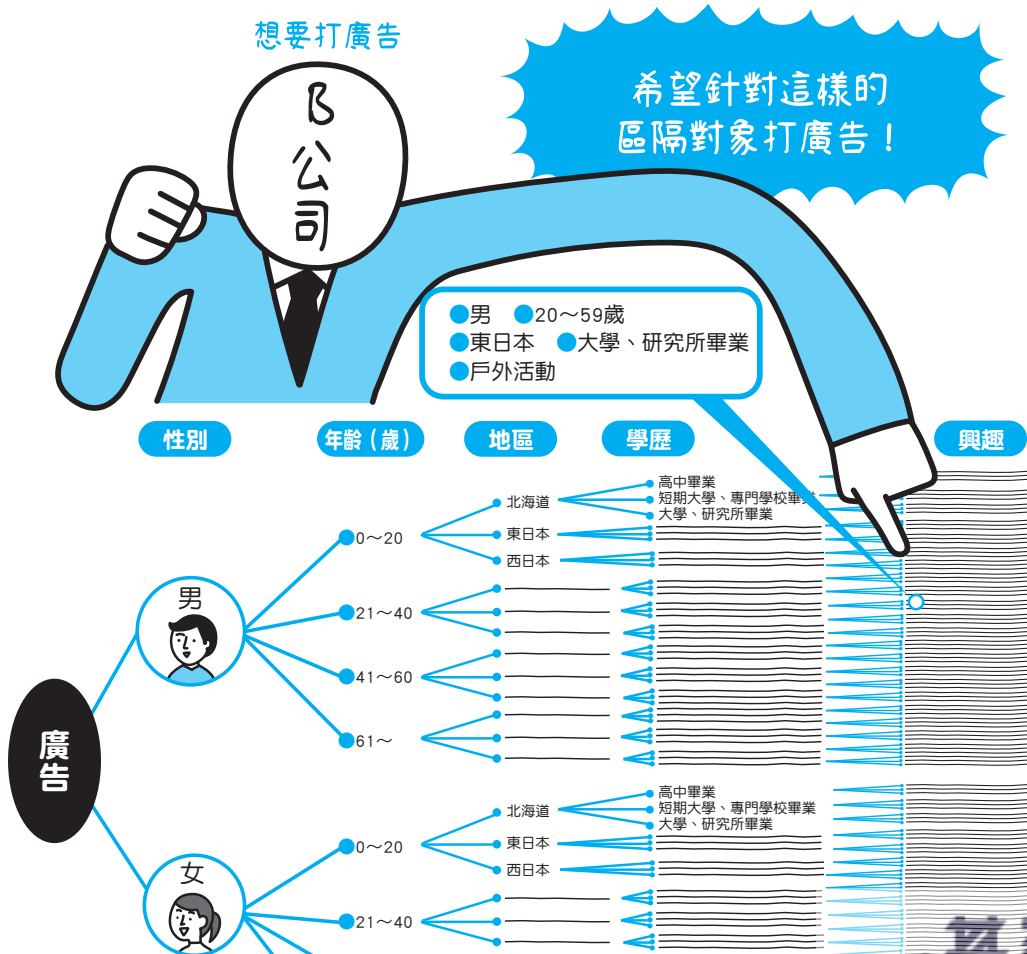 想要打廣告
希望針對這樣的
區隔對象打廣告！
B公司
●男 ●20～59歲
●東日本 ●大學、研究所畢業
●戶外活動
性別 年齡（歲） 地區 學歷 興趣
廣告
男
0～20
北海道
高中畢業
短期大學、專門學校畢業
大學、研究所畢業
東日本
西日本
21～40
41～60
61～
女
0～20
北海道
高中畢業
短期大學、專門學校畢業
大學、研究所畢業
東日本
西日本
21～40